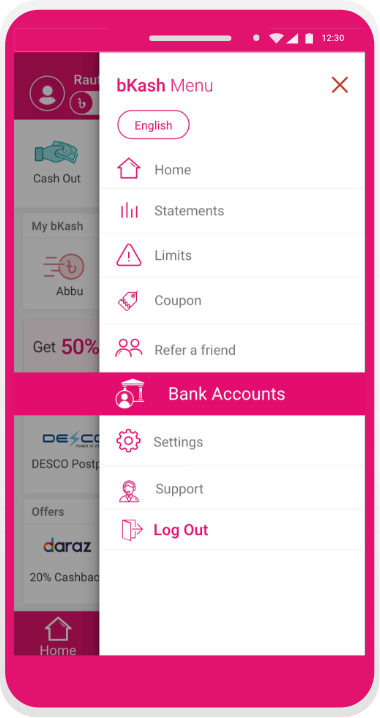 12:30
Rauf
bKash Menu
English
Cash Out
Home
Statements
My bKash
Limits
Abbu
Coupon
Get 50%
Refer a friend
Bank Accounts
DESCO
Settings
DESCO Postp
Support
Offers
Log Out
daraz
20% Cashbac
Home